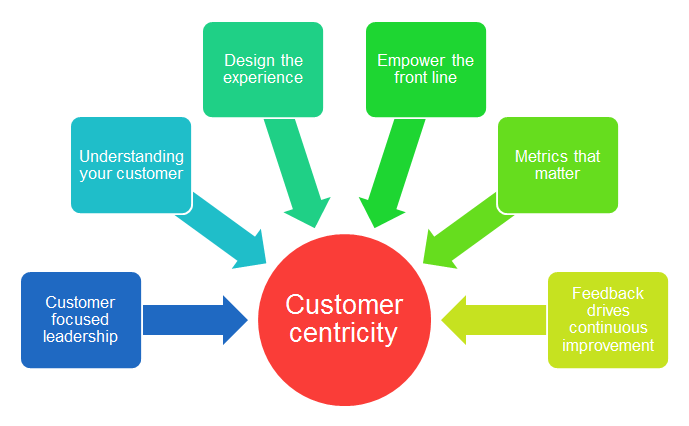 Design the
experience
Empower the
front line
Understanding
your customer
Metrics that
matter
Customer
focused
leadership
Customer
centricity
Feedback
drives
continuous
improvement